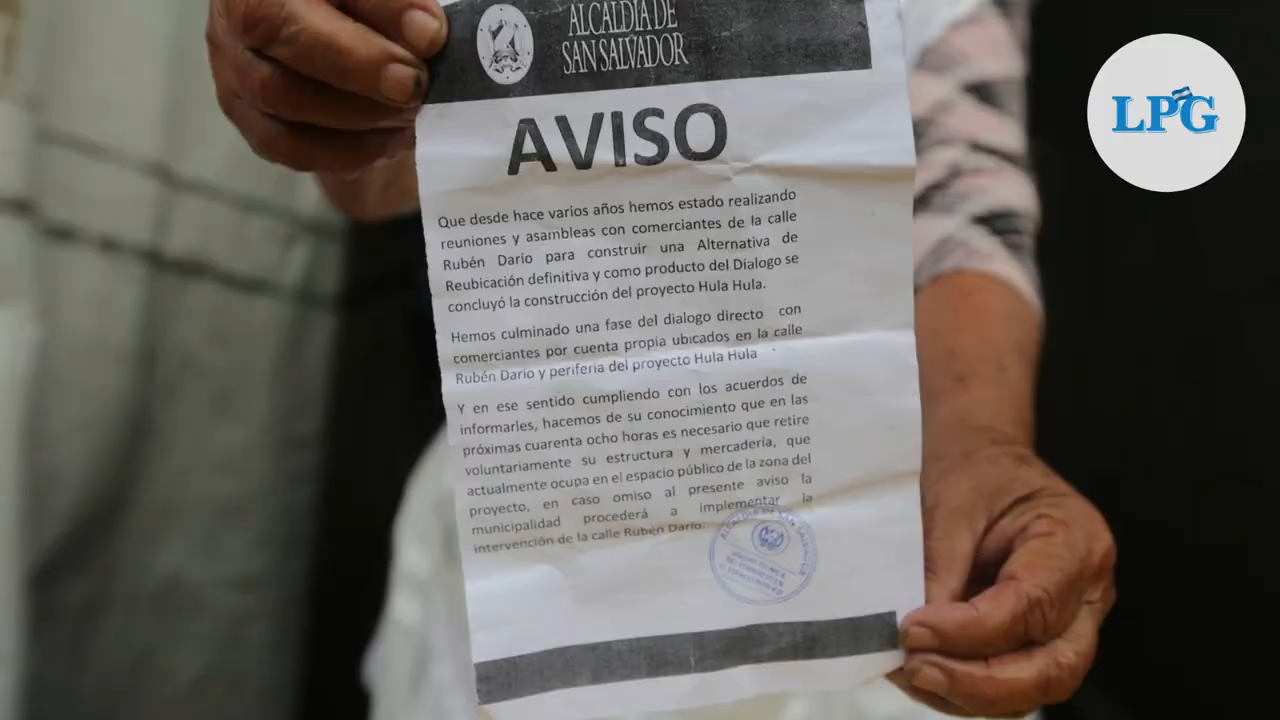 ALCALDÍA DE
SAN SALVADOR
LPG
AVISO
Que desde hace varios años hemos estado realizando
reuniones y asambleas con comerciantes de la calle
Rubén Darío para construir una Alternativa de
Reubicación definitiva y como producto del Dialogo se
concluyó la construcción del proyecto Hula Hula.
Hemos culminado una fase del dialogo directo con
comerciantes por cuenta propia ubicados en la calle
Rubén Darío y periferia del proyecto Hula Hula
Y en ese sentido cumpliendo con los acuerdos de
informarles, hacemos de su conocimiento que en las
próximas cuarenta ocho horas es necesario que retire
voluntariamente su estructura y mercadería, que
actualmente ocupa en el espacio público de la zona del
proyecto, en caso omiso al presente aviso la
municipalidad procederá a implementar la
intervención de la calle Rubén Darío.
ALCALDIA DE SAN SALVADOR